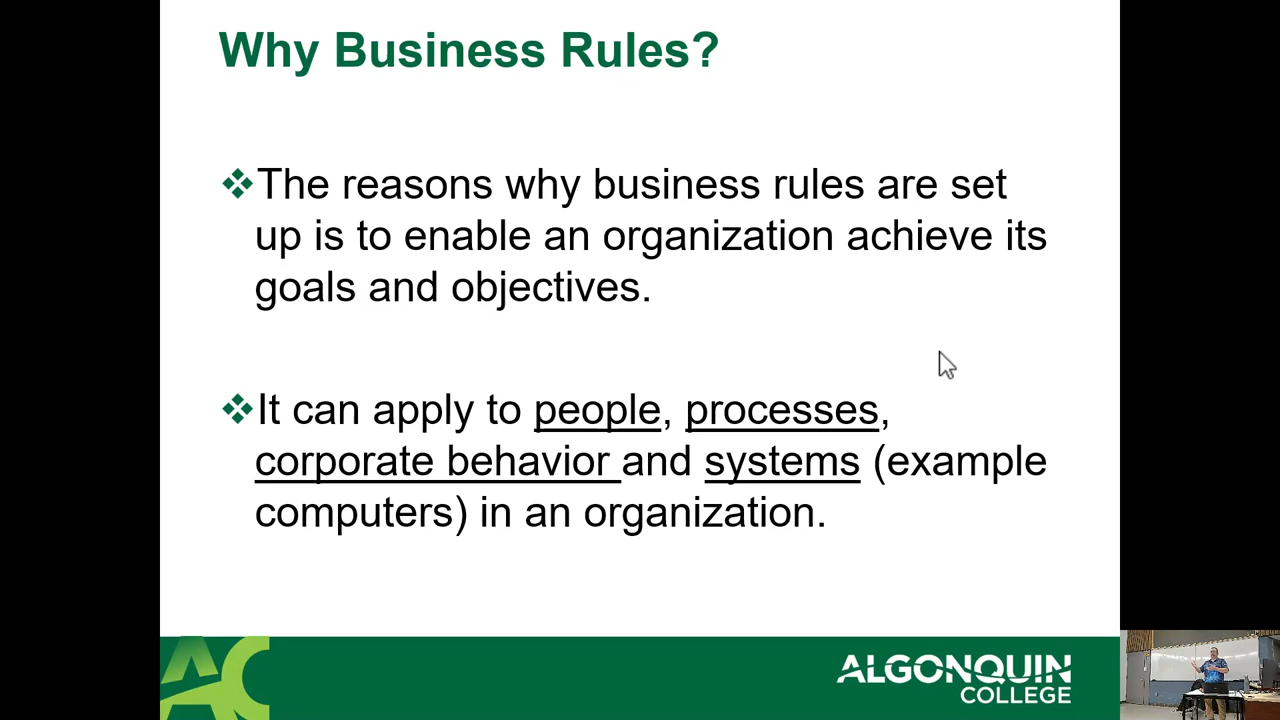 Why Business Rules?
❖The reasons why business rules are set
up is to enable an organization achieve its
goals and objectives.
❖It can apply to people, processes,
corporate behavior and systems (example
computers) in an organization.
AC
ALGONQUIN
COLLEGE